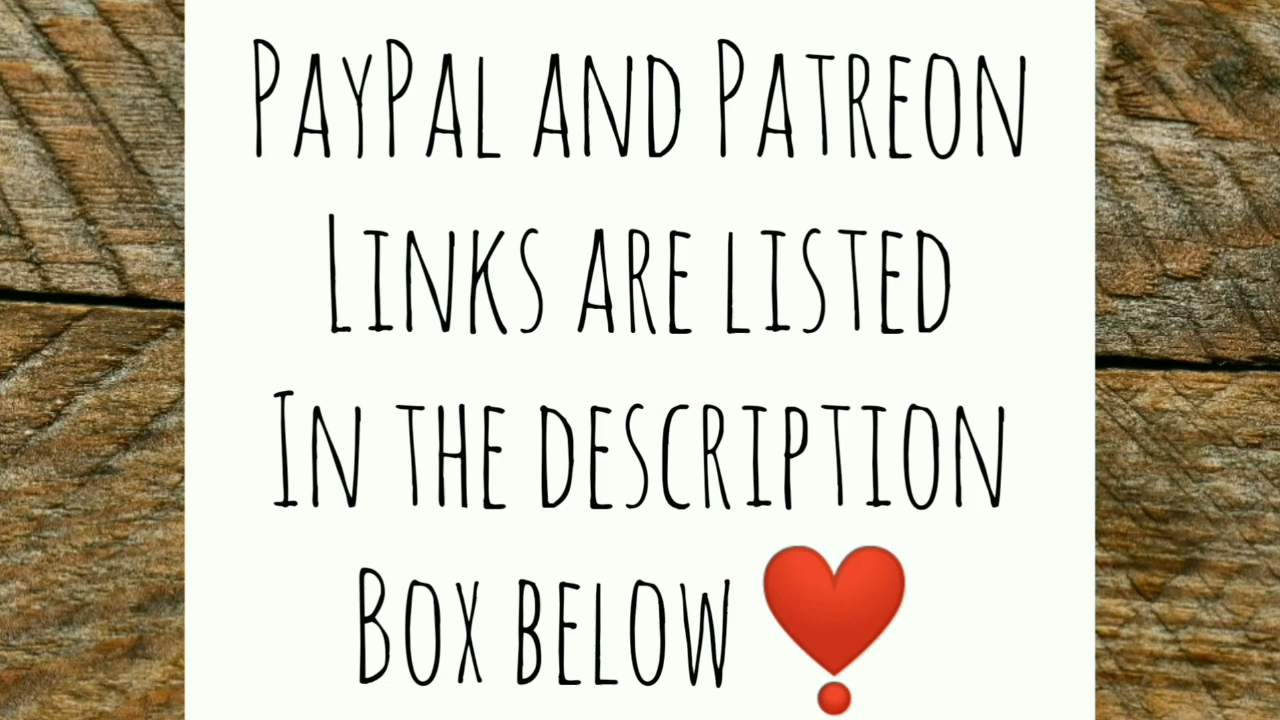 PayPal and Patreon
Links are listed
In the description
Box below ❣️